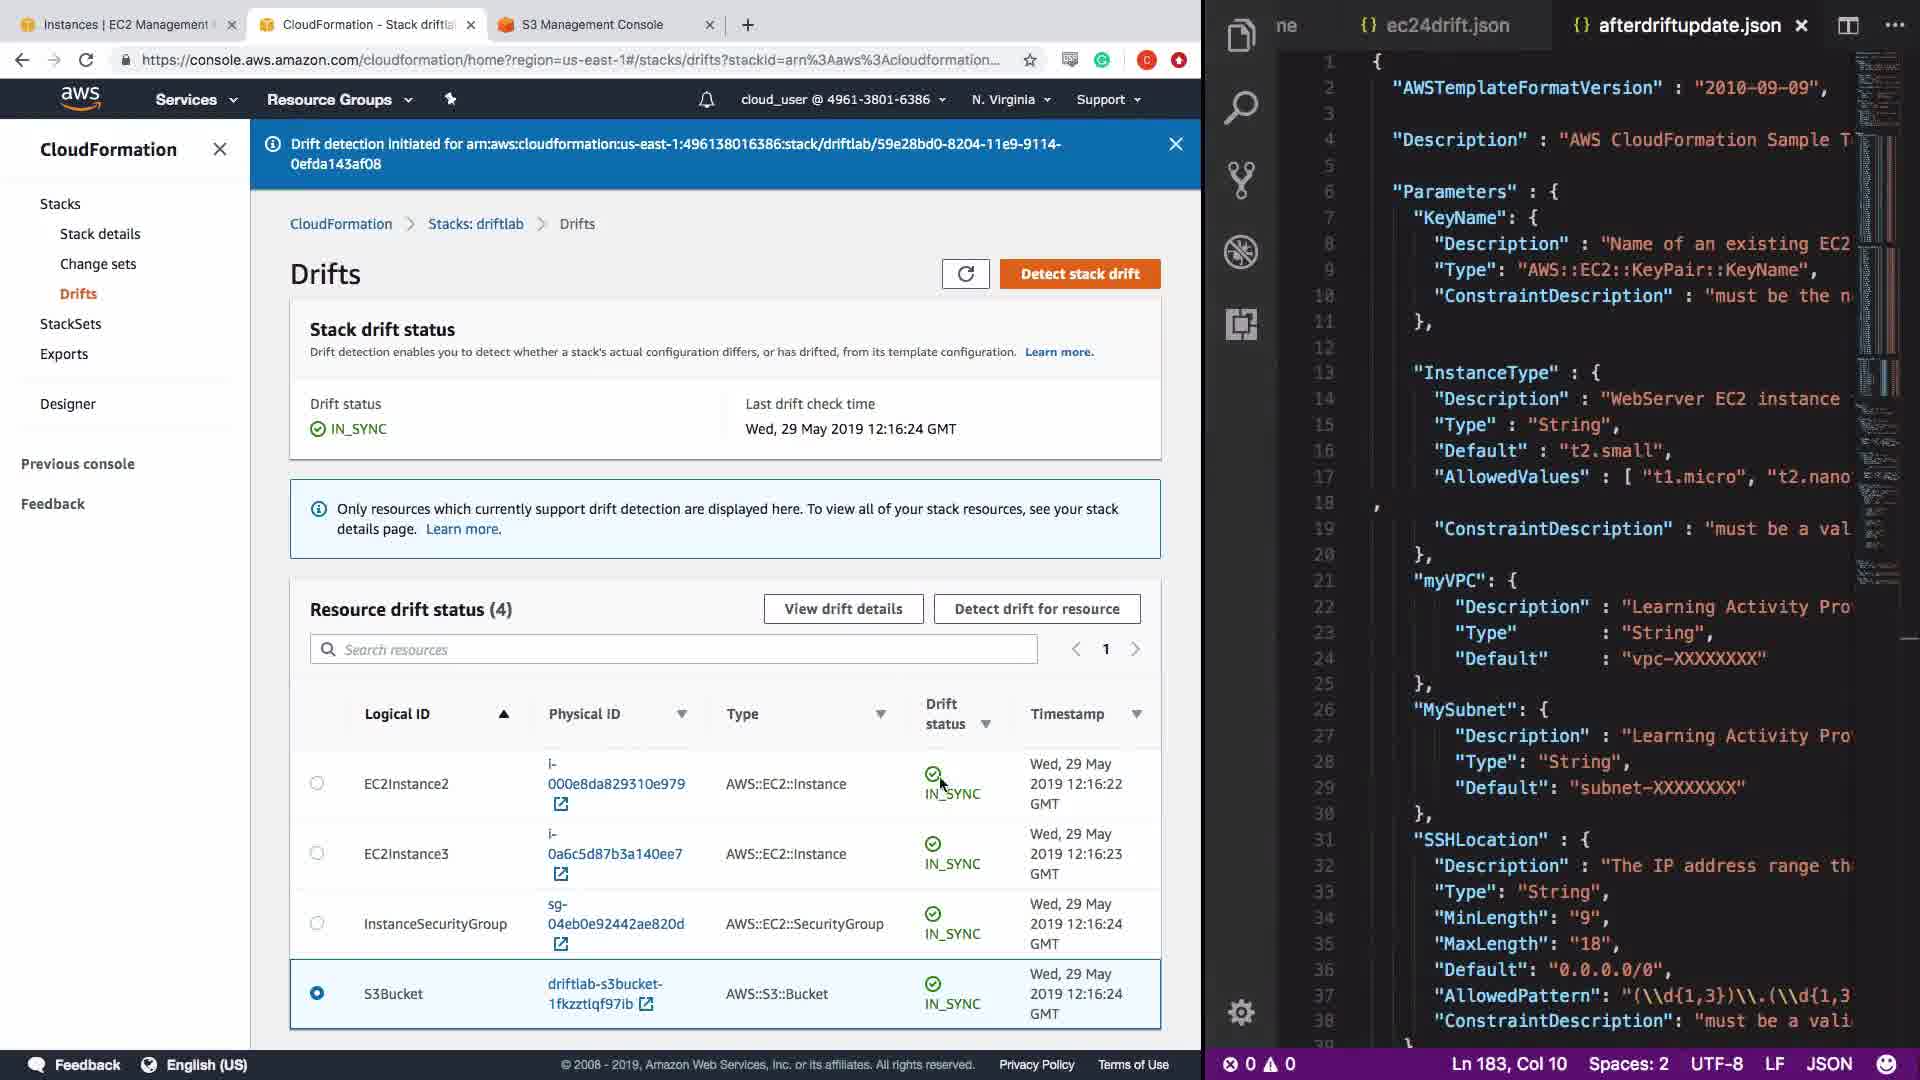 Instances | EC2 Management
CloudFormation - Stack driftla
S3 Management Console
https://console.aws.amazon.com/cloudformation/home?region=us-east-1#/stacks/drifts?stackid=arn%3Aaws%3Acloudformation...
C
aws
Services
Resource Groups
cloud_user @ 4961-3801-6386
N. Virginia
Support
CloudFormation
Stacks
Stack details
Change sets
Drifts
StackSets
Exports
Designer
Previous console
Feedback
Drift detection initiated for arn:aws:cloudformation:us-east-1:496138016386:stack/driftlab/59e28bd0-8204-11e9-9114-
0efda143af08
CloudFormation > Stacks: driftlab > Drifts
Drifts
Detect stack drift
Stack drift status
Drift detection enables you to detect whether a stack's actual configuration differs, or has drifted, from its template configuration. Learn more.
Drift status
IN_SYNC
Last drift check time
Wed, 29 May 2019 12:16:24 GMT
Only resources which currently support drift detection are displayed here. To view all of your stack resources, see your stack
details page. Learn more.
Resource drift status (4)
View drift details
Detect drift for resource
Search resources
1
Logical ID
Physical ID
Type
Drift
status
Timestamp
EC2Instance2
i-
000e8da829310e979
AWS::EC2::Instance
IN_SYNC
Wed, 29 May
2019 12:16:22
GMT
EC2Instance3
i-
0a6c5d87b3a140ee7
AWS::EC2::Instance
IN_SYNC
Wed, 29 May
2019 12:16:23
GMT
InstanceSecurityGroup
sg-
04eb0e92442ae820d
AWS::EC2::SecurityGroup
IN_SYNC
Wed, 29 May
2019 12:16:24
GMT
S3Bucket
driftlab-s3bucket-
1fkzztlqf97ib
AWS::S3::Bucket
IN_SYNC
Wed, 29 May
2019 12:16:24
GMT
Feedback
English (US)
© 2008 - 2019, Amazon Web Services, Inc. or its affiliates. All rights reserved.
Privacy Policy
Terms of Use
ne
{} ec24drift.json
{} afterdriftupdate.json
1 {
2 "AWSTemplateFormatVersion" : "2010-09-09",
3
4 "Description" : "AWS CloudFormation Sample T
5
6 "Parameters" : {
7 "KeyName": {
8 "Description" : "Name of an existing EC2
9 "Type": "AWS::EC2::KeyPair::KeyName",
10 "ConstraintDescription" : "must be the n
11 },
12
13 "InstanceType" : {
14 "Description" : "WebServer EC2 instance
15 "Type" : "String",
16 "Default" : "t2.small",
17 "AllowedValues" : [ "t1.micro", "t2.nano
18 ,
19 "ConstraintDescription" : "must be a val
20 },
21 "myVPC": {
22 "Description" : "Learning Activity Pro
23 "Type" : "String",
24 "Default" : "vpc-XXXXXXXX"
25 },
26 "MySubnet": {
27 "Description" : "Learning Activity Pro
28 "Type": "String",
29 "Default": "subnet-XXXXXXXX"
30 },
31 "SSHLocation" : {
32 "Description" : "The IP address range th
33 "Type": "String",
34 "MinLength": "9",
35 "MaxLength": "18",
36 "Default": "0.0.0.0/0",
37 "AllowedPattern": "(\\d{1,3})\\.(\\d{1,3
38 "ConstraintDescription": "must be a vali
39 }
0 0
Ln 183, Col 10
Spaces: 2
UTF-8
LF
JSON